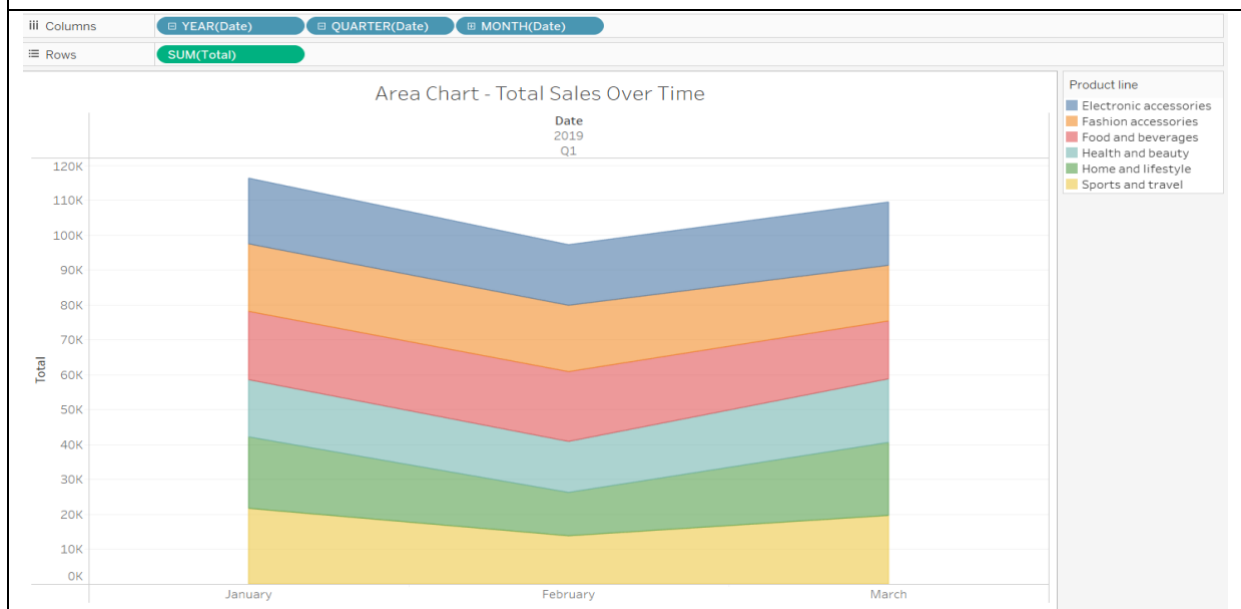 Columns
YEAR(Date)
QUARTER(Date)
MONTH(Date)
Rows
SUM(Total)
Area Chart - Total Sales Over Time
Date
2019
Q1
120K
110K
100K
90K
80K
70K
60K
50K
40K
30K
20K
10K
0K
Total
January
February
March
Product line
Electronic accessories
Fashion accessories
Food and beverages
Health and beauty
Home and lifestyle
Sports and travel